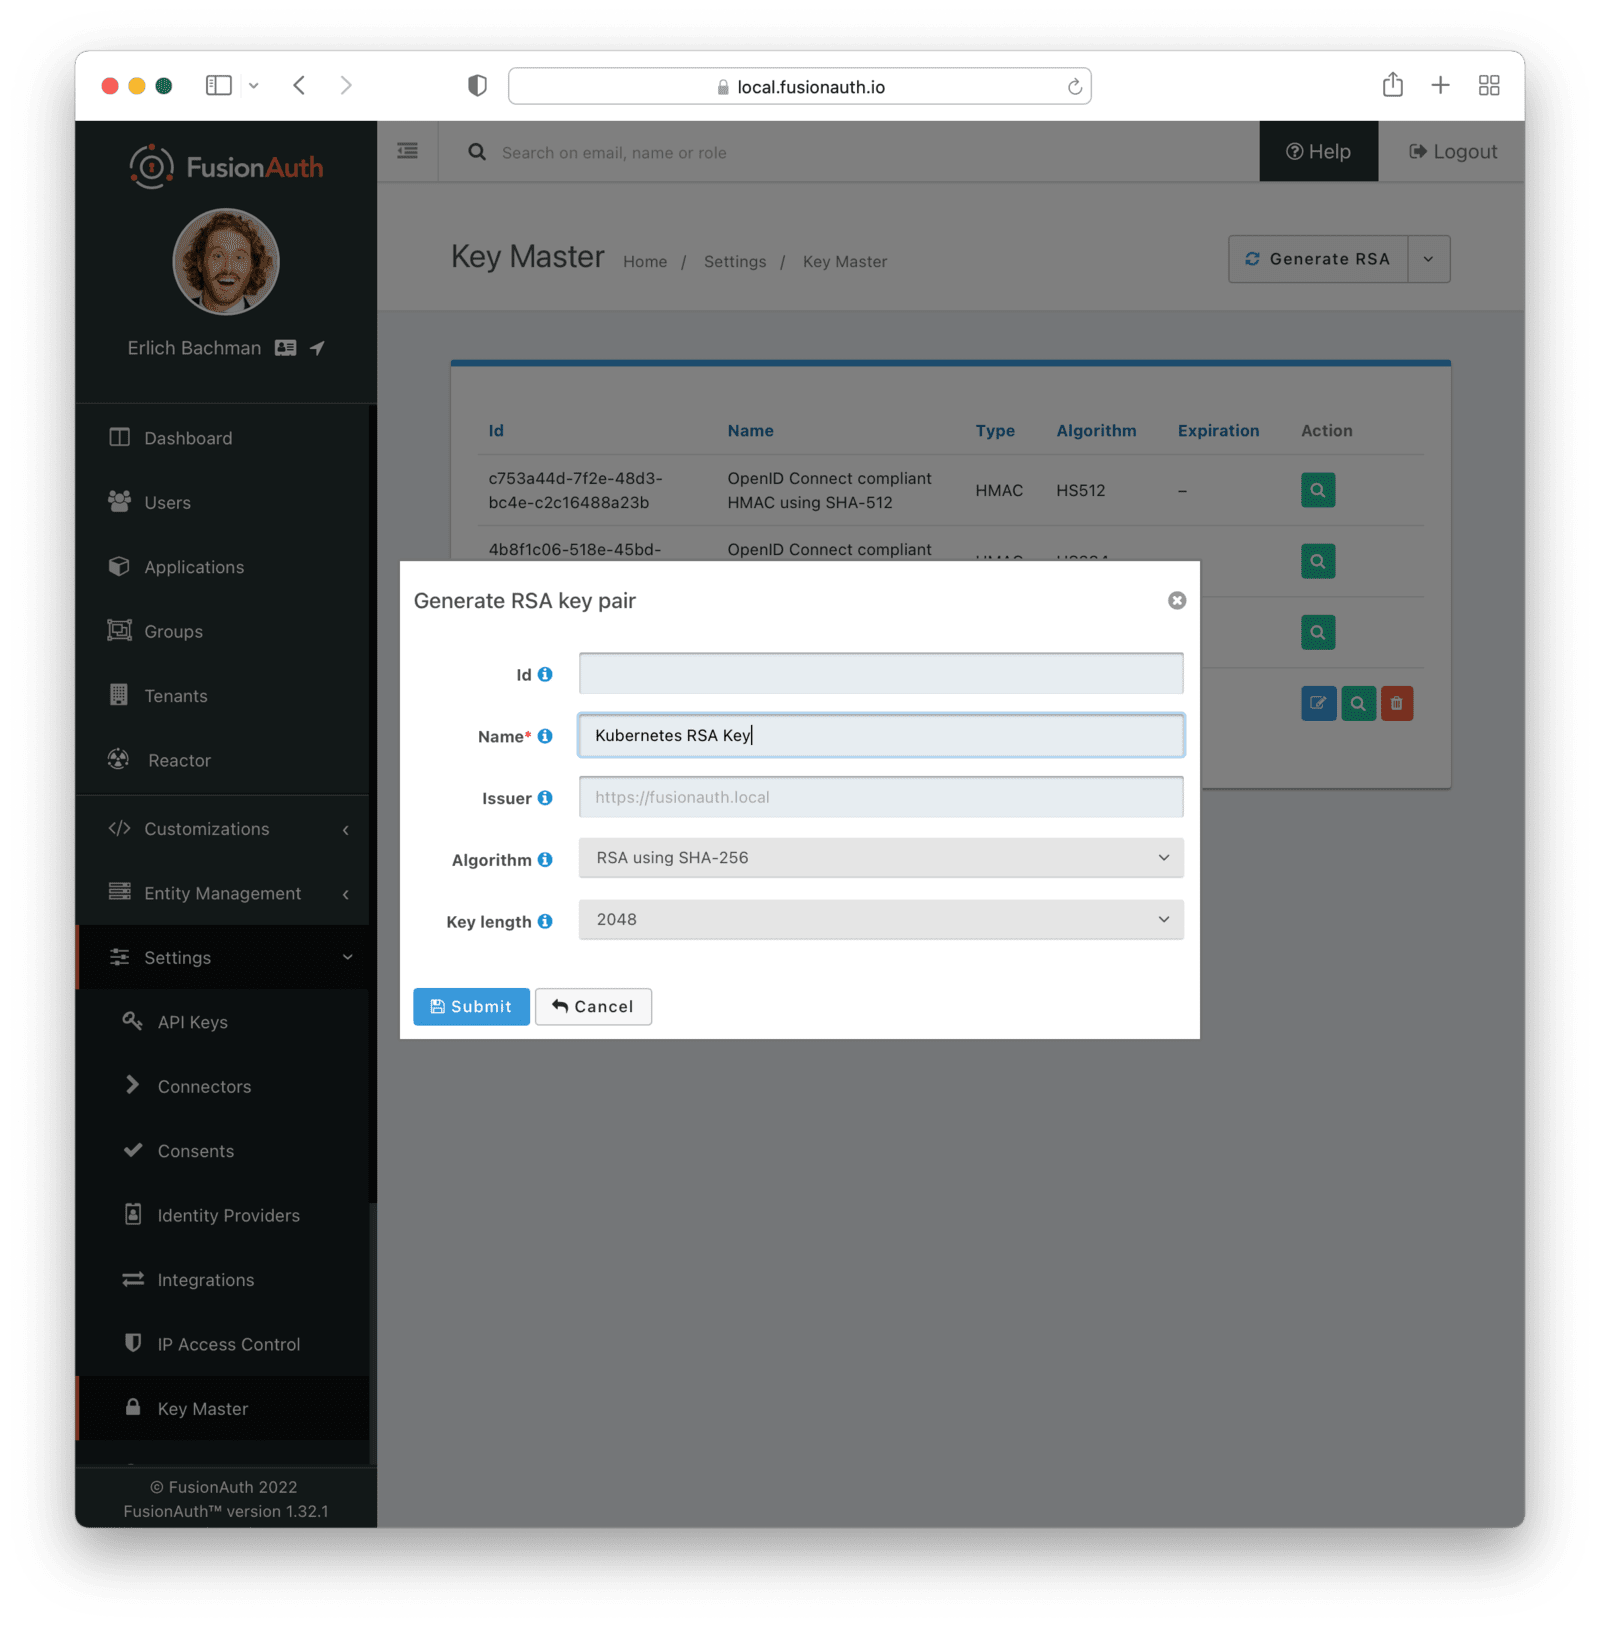 local.fusionauth.io
FusionAuth
Erlich Bachman
Search on email, name or role
Help
Logout
Key Master
Home / Settings / Key Master
Generate RSA
Dashboard
Users
Applications
Groups
Tenants
Reactor
Customizations
Entity Management
Settings
API Keys
Connectors
Consents
Identity Providers
Integrations
IP Access Control
Key Master
© FusionAuth 2022
FusionAuth™ version 1.32.1
Id Name Type Algorithm Expiration Action
c753a44d-7f2e-48d3-
bc4e-c2c16488a23b
OpenID Connect compliant
HMAC using SHA-512
HMAC
HS512
–
4b8f1c06-518e-45bd-
OpenID Connect compliant
Generate RSA key pair
Id
Name*
Kubernetes RSA Key
Issuer
https://fusionauth.local
Algorithm
RSA using SHA-256
Key length
2048
Submit
Cancel